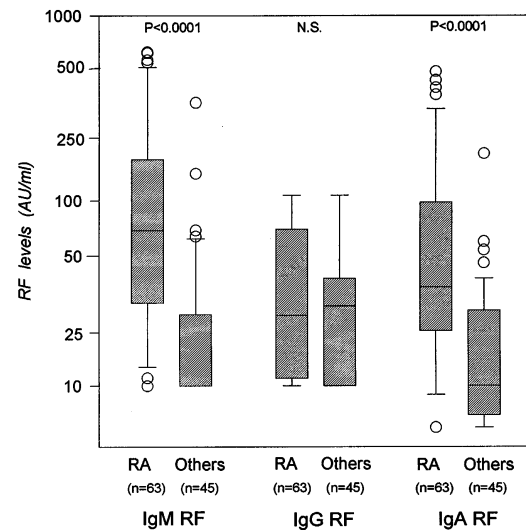 P<0.0001 N.S. P<0.0001
1000
500
250
100
50
25
10
RF levels (AU/ml)
RA Others RA Others RA Others
(n=63) (n=45) (n=63) (n=45) (n=63) (n=45)
IgM RF IgG RF IgA RF